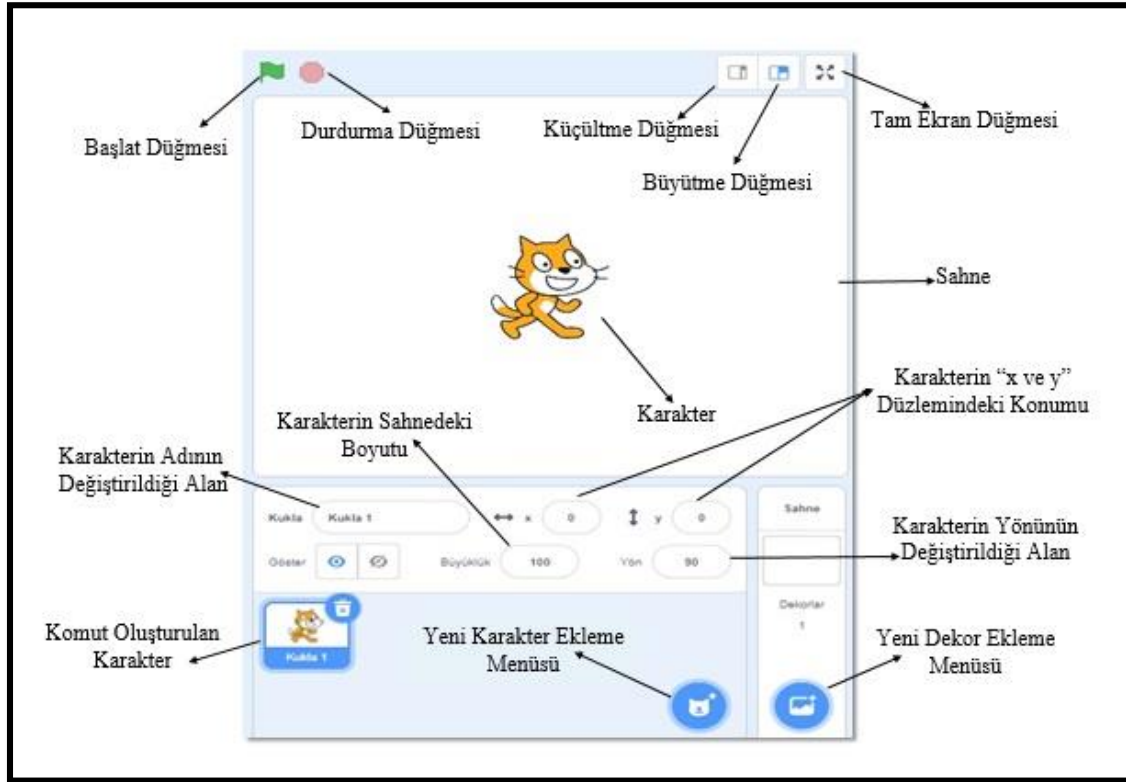 Başlat Düğmesi
Durdurma Düğmesi
Küçültme Düğmesi
Tam Ekran Düğmesi
Büyütme Düğmesi
Sahne
Karakterin “x ve y”
Düzlemindeki Konumu
Karakter
Karakterin Sahnedeki
Boyutu
Karakterin Adının
Değiştirildiği Alan
Kukla
Kukla 1
x
0
y
0
Sahne
Karakterin Yönünün
Değiştirildiği Alan
Göster
Büyüklük
100
Yön
90
Dekorlar
1
Komut Oluşturulan
Karakter
Kukla 1
Yeni Karakter Ekleme
Menüsü
Yeni Dekor Ekleme
Menüsü